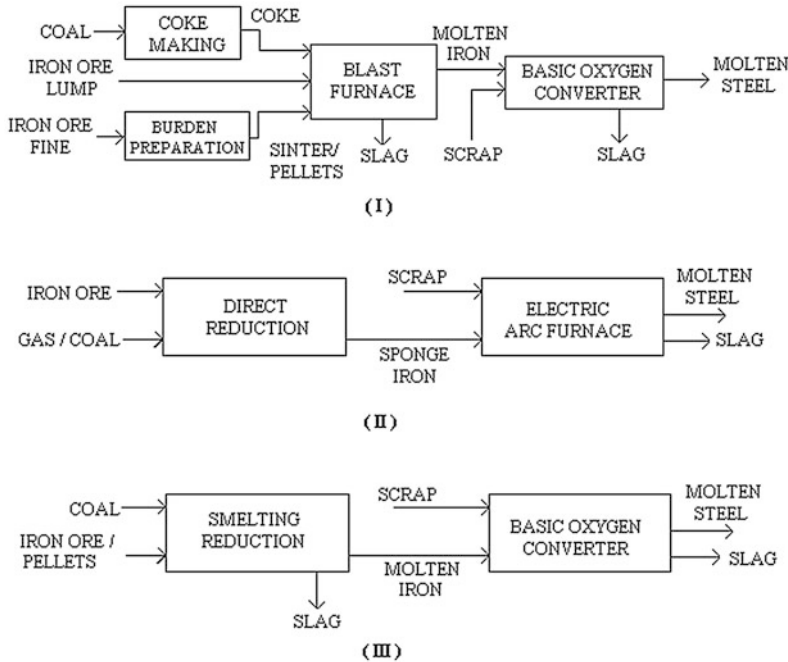 COAL
COKE
MAKING
COKE
IRON ORE
LUMP
BLAST
FURNACE
MOLTEN
IRON
BASIC OXYGEN
CONVERTER
MOLTEN
STEEL
IRON ORE
FINE
BURDEN
PREPARATION
SINTER/
PELLETS
SLAG
SCRAP
SLAG
(I)
IRON ORE
GAS / COAL
DIRECT
REDUCTION
SCRAP
SPONGE
IRON
ELECTRIC
ARC FURNACE
MOLTEN
STEEL
SLAG
(II)
COAL
IRON ORE /
PELLETS
SMELTING
REDUCTION
SLAG
SCRAP
MOLTEN
IRON
BASIC OXYGEN
CONVERTER
MOLTEN
STEEL
SLAG
(III)